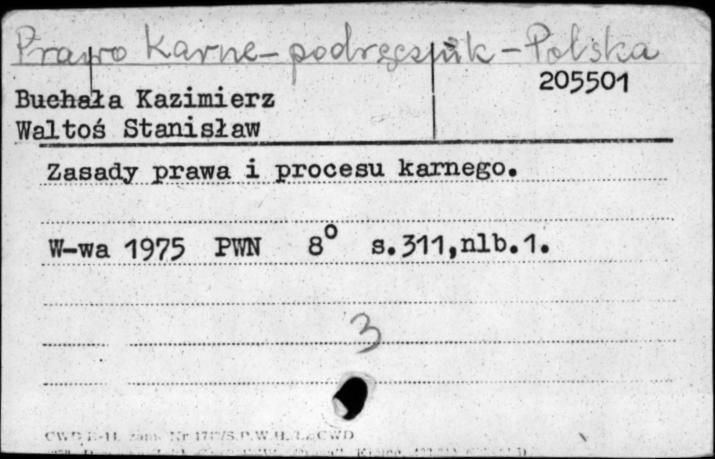 Prawo Karne – podręcznik – Polska
205501
Buchała Kazimierz
Waltoś Stanisław
Zasady prawa i procesu karnego.
W-wa 1975 PWN 8° s.311,nlb.1.
3